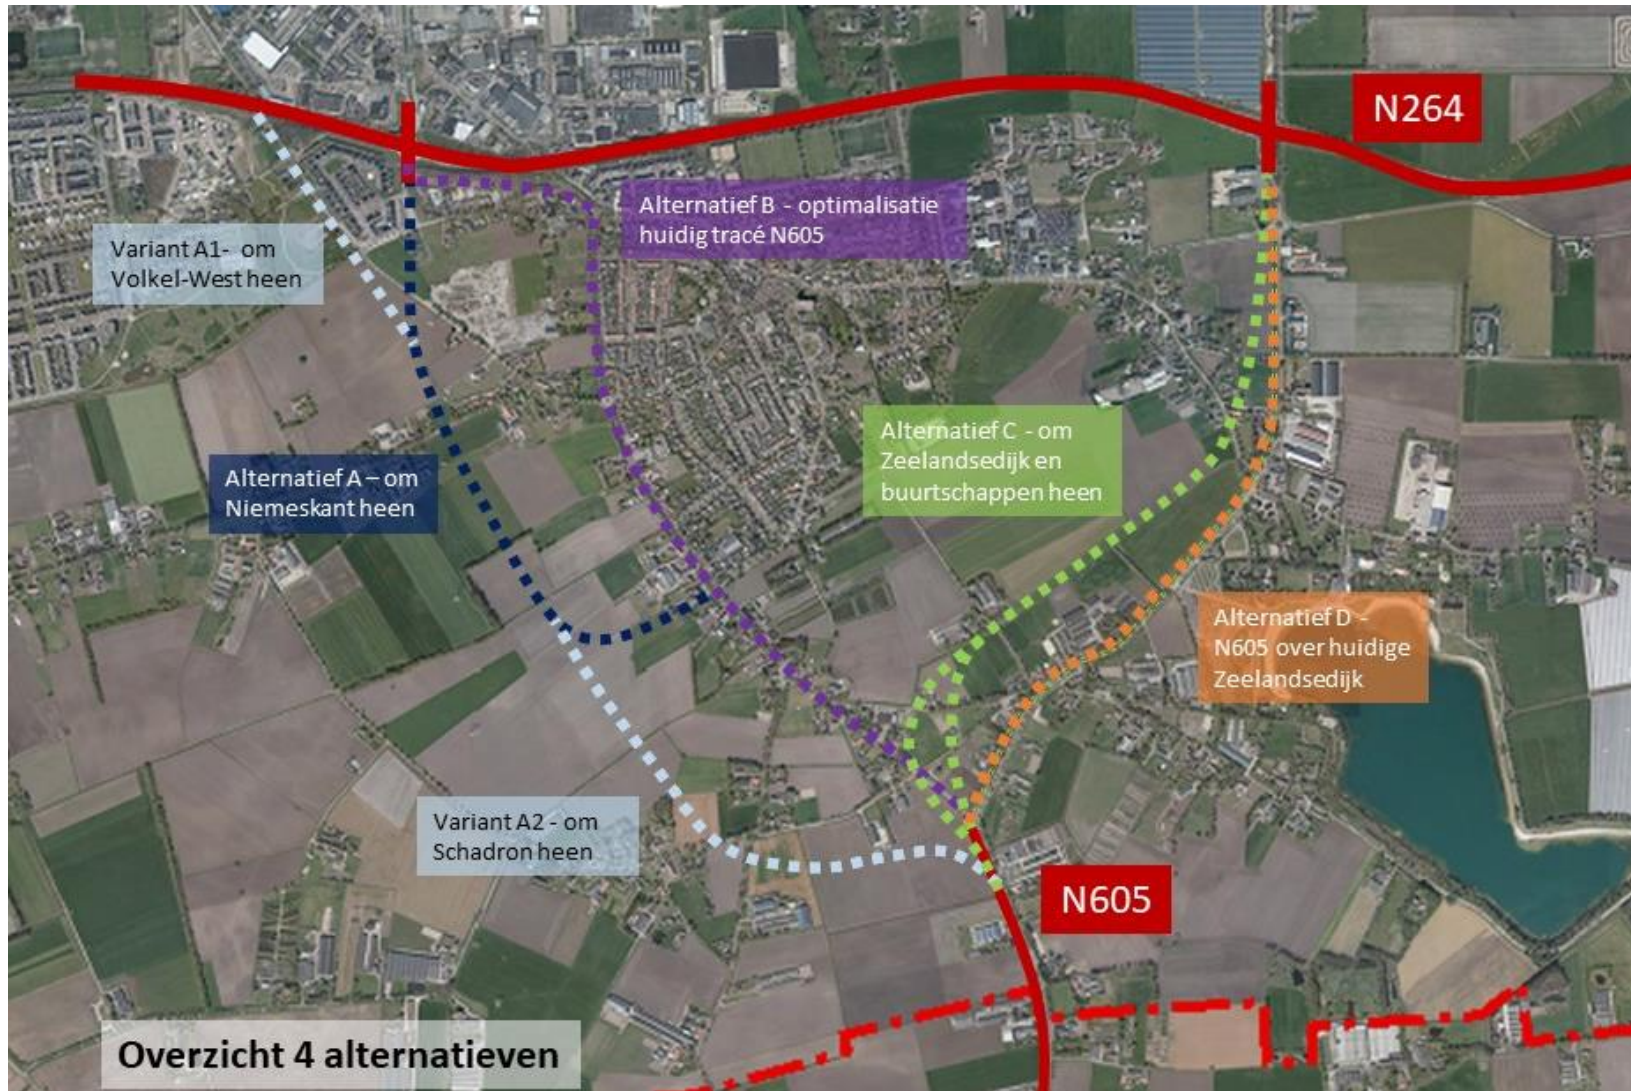 N264
Alternatief B - optimalisatie
huidig tracé N605
Variant A1- om
Volkel-West heen
Alternatief C - om
Zeelandsedijk en
buurtschappen heen
Alternatief A – om
Niemeskant heen
Alternatief D -
N605 over huidige
Zeelandsedijk
Variant A2 - om
Schadron heen
N605
Overzicht 4 alternatieven